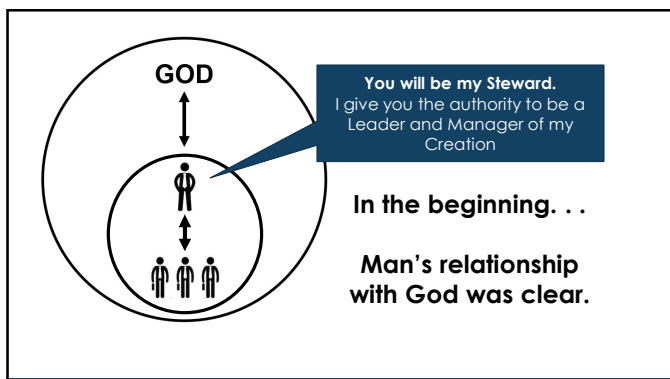 GOD
You will be my Steward.
I give you the authority to be a
Leader and Manager of my
Creation
In the beginning. . .
Man’s relationship
with God was clear.